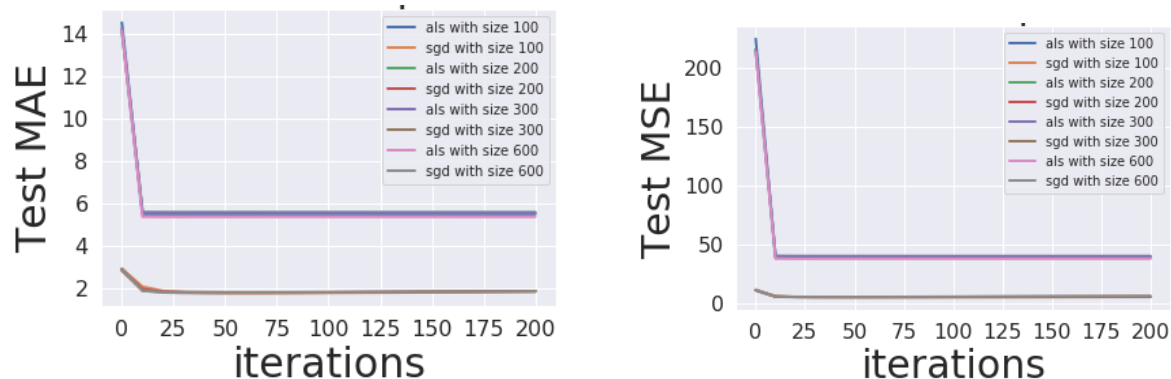 Test MAE
14
12
10
8
6
4
2
als with size 100
sgd with size 100
als with size 200
sgd with size 200
als with size 300
sgd with size 300
als with size 600
sgd with size 600
0 25 50 75 100 125 150 175 200
iterations
Test MSE
200
150
100
50
0
als with size 100
sgd with size 100
als with size 200
sgd with size 200
als with size 300
sgd with size 300
als with size 600
sgd with size 600
0 25 50 75 100 125 150 175 200
iterations